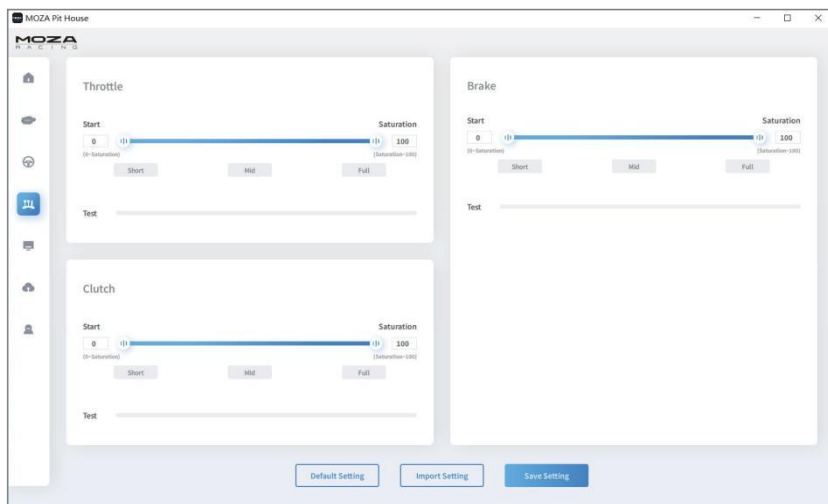 MOZA Pit House
MOZA
RACING
Throttle
Start Saturation
0 100
(0~Saturation) (Saturation~100)
Short Mid Full
Test
Clutch
Start Saturation
0 100
(0~Saturation) (Saturation~100)
Short Mid Full
Test
Brake
Start Saturation
0 100
(0~Saturation) (Saturation~100)
Short Mid Full
Test
Default Setting Import Setting Save Setting